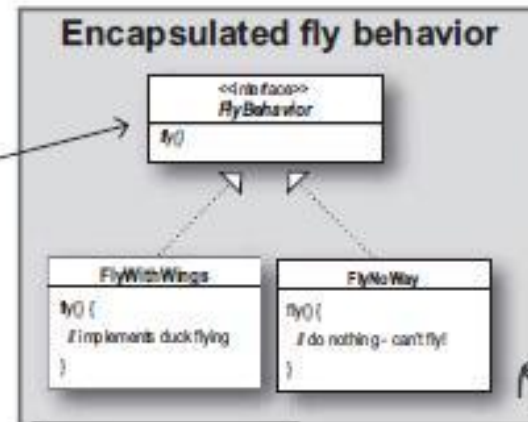 Encapsulated fly behavior
<<interface>>
FlyBehavior
fly()
FlyWithWings
fly() {
// implements duck flying
}
FlyNoWay
fly() {
// do nothing - can't fly!
}